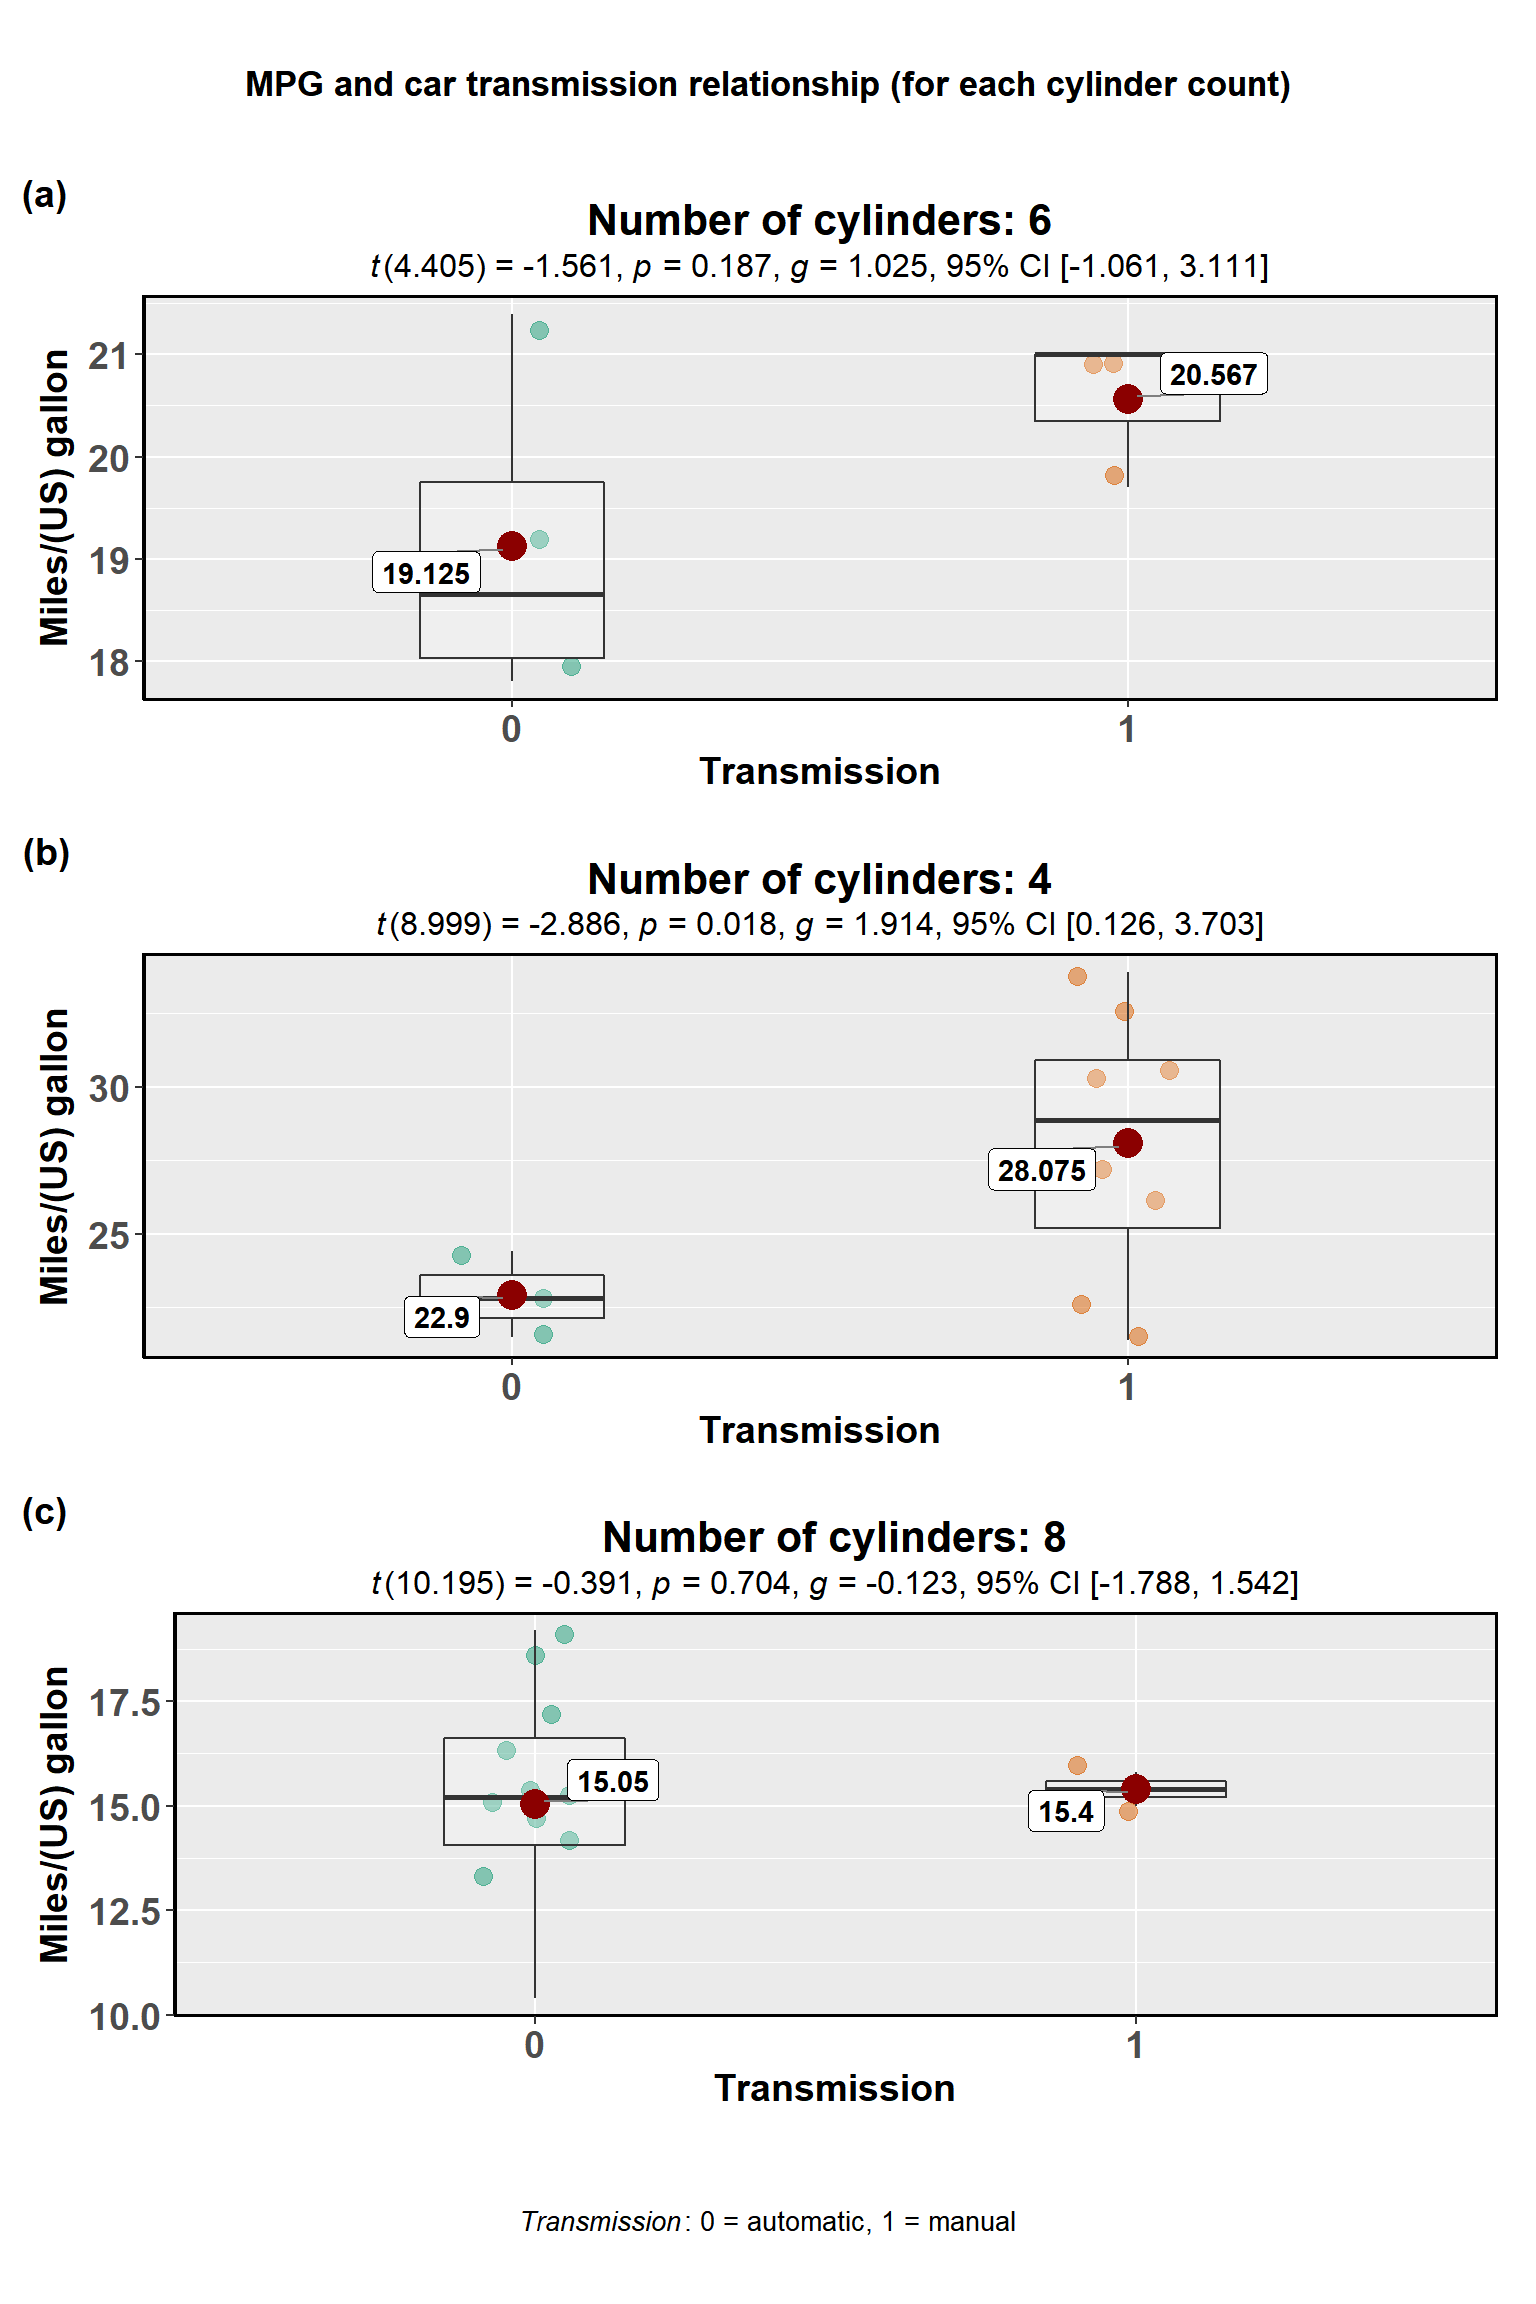 MPG and car transmission relationship (for each cylinder count)
(a)
Number of cylinders: 6
t(4.405) = -1.561, p = 0.187, g = 1.025, 95% CI [-1.061, 3.111]
Miles/(US) gallon
21
20
19
18
20.567
19.125
0
1
Transmission
(b)
Number of cylinders: 4
t(8.999) = -2.886, p = 0.018, g = 1.914, 95% CI [0.126, 3.703]
Miles/(US) gallon
30
25
28.075
22.9
0
1
Transmission
(c)
Number of cylinders: 8
t(10.195) = -0.391, p = 0.704, g = -0.123, 95% CI [-1.788, 1.542]
Miles/(US) gallon
17.5
15.0
12.5
10.0
15.05
15.4
0
1
Transmission
Transmission: 0 = automatic, 1 = manual